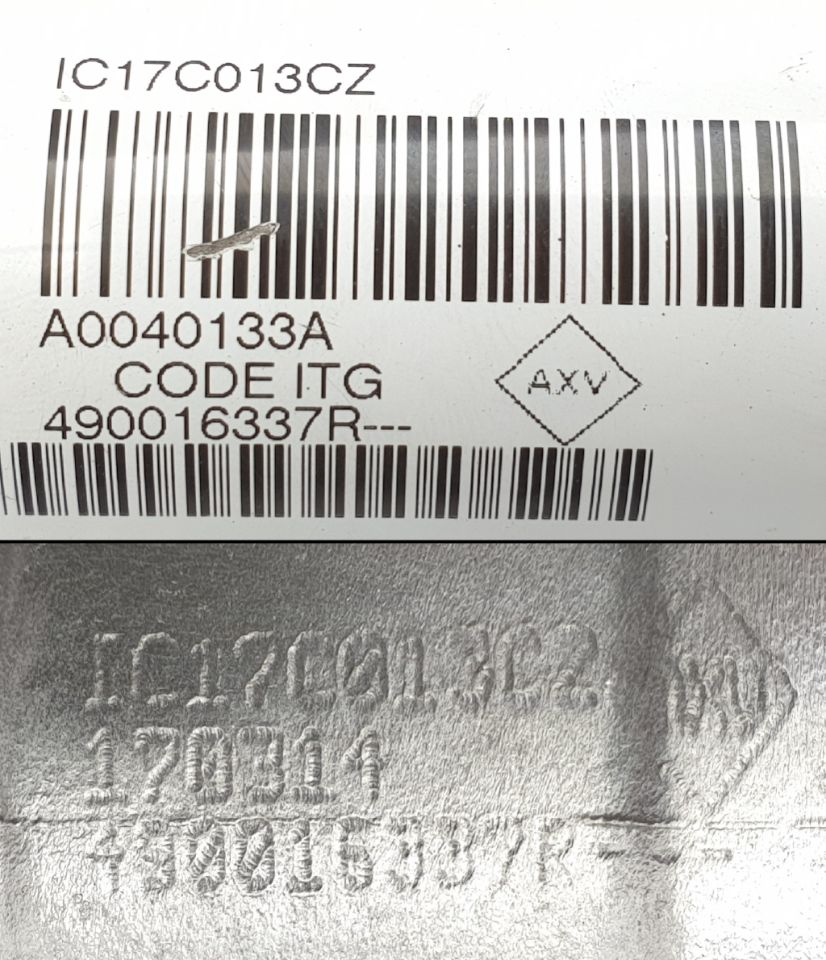 IC17C013CZ
A0040133A
CODE ITG
AXV
490016337R---
IC17C013CZ
170314
490016337R---